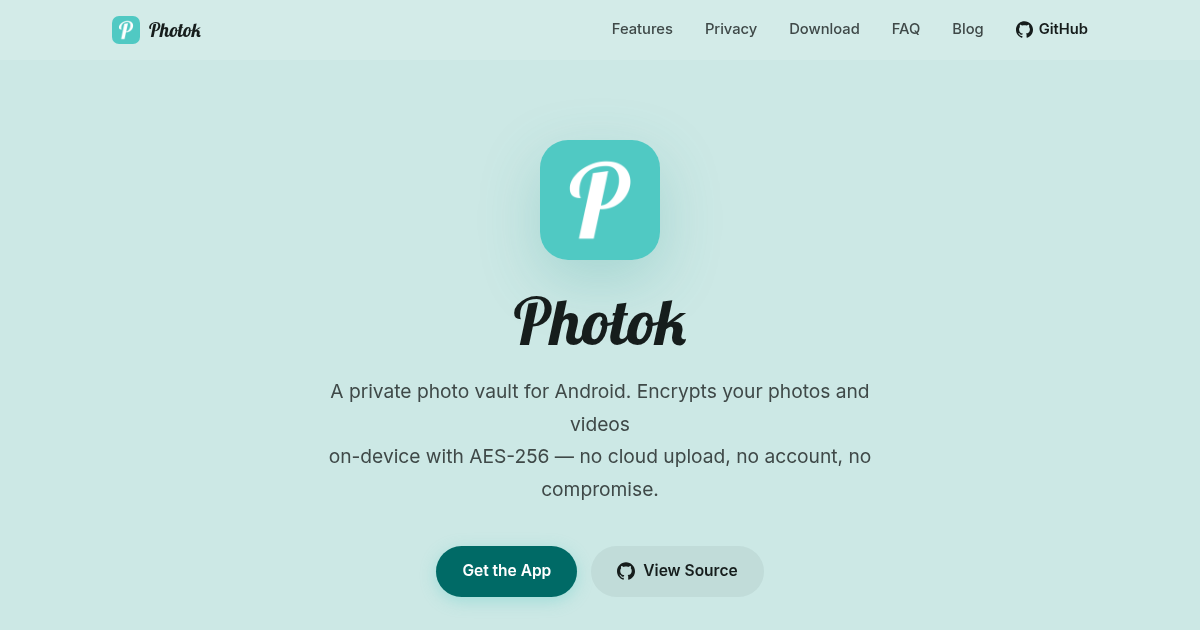 P Photok
Features Privacy Download FAQ Blog GitHub
P
Photok
A private photo vault for Android. Encrypts your photos and
videos
on-device with AES-256 — no cloud upload, no account, no
compromise.
Get the App View Source